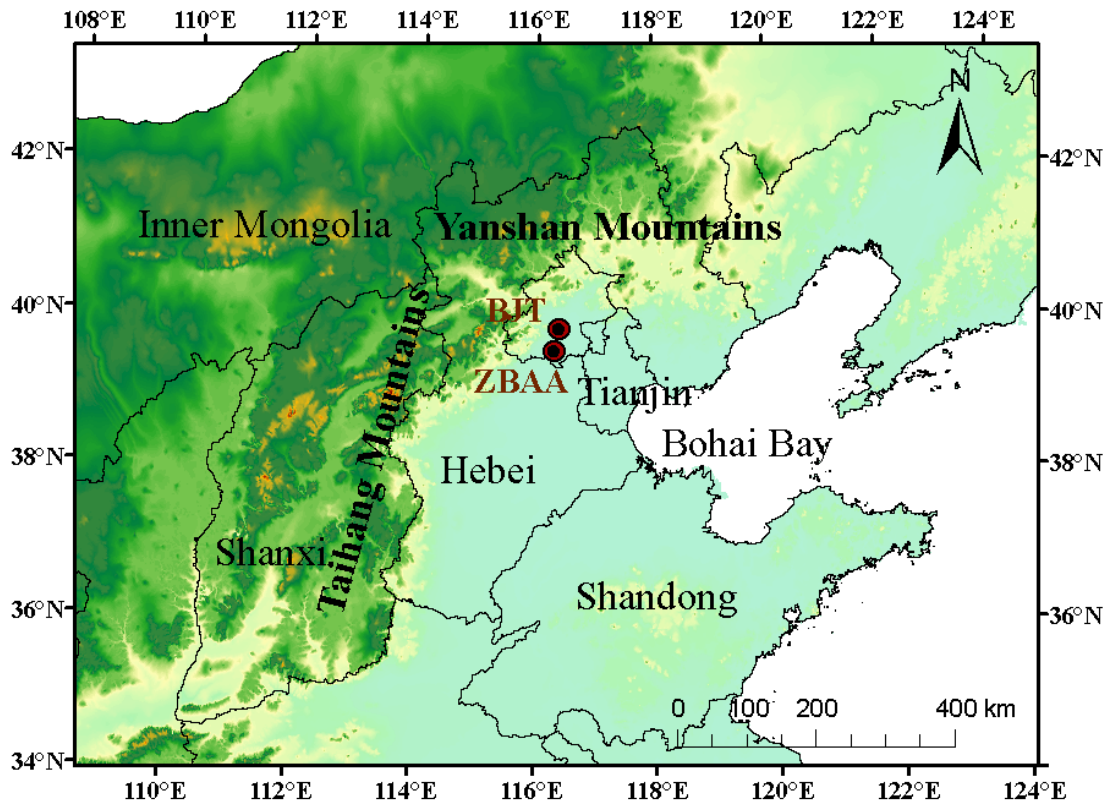 108°E 110°E 112°E 114°E 116°E 118°E 120°E 122°E 124°E
N
42°N 42°N
Inner Mongolia
Yanshan Mountains
40°N 40°N
BJT
ZBAA
Tianjin
Taihang Mountains
Bohai Bay
38°N 38°N
Hebei
Shanxi
Shandong
36°N 36°N
0 100 200 400 km
34°N 34°N
110°E 112°E 114°E 116°E 118°E 120°E 122°E 124°E